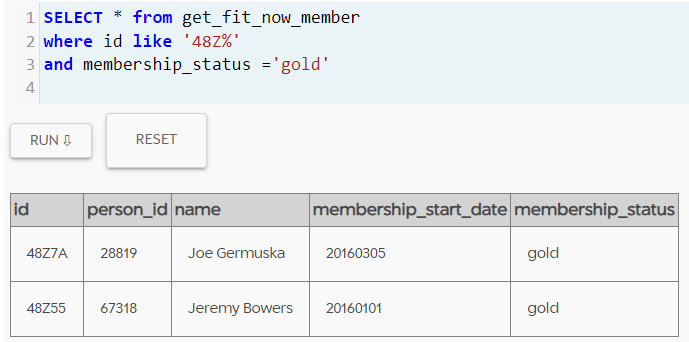 1 SELECT * from get_fit_now_member
2 where id like '48Z%'
3 and membership_status ='gold'
4
RUN ⇩ RESET
id person_id name membership_start_date membership_status
48Z7A 28819 Joe Germuska 20160305 gold
48Z55 67318 Jeremy Bowers 20160101 gold